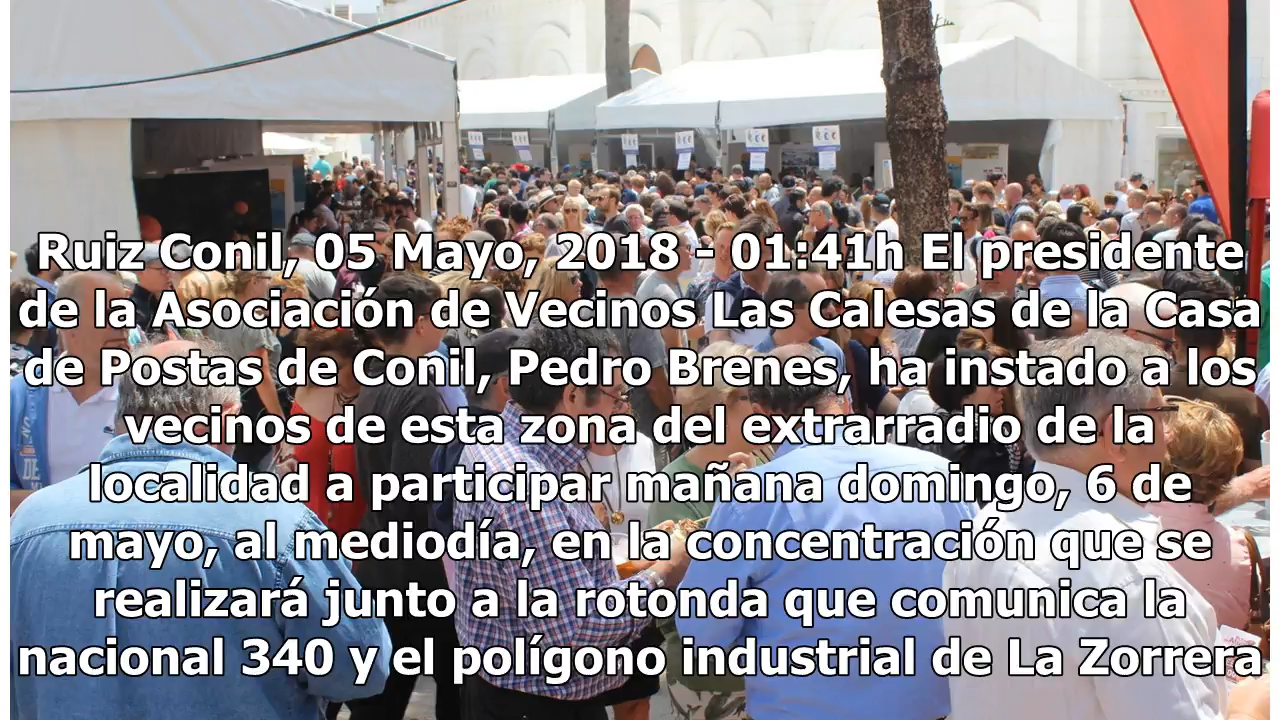 Ruiz Conil, 05 Mayo, 2018 - 01:41h El presidente
de la Asociación de Vecinos Las Calesas de la Casa
de Postas de Conil, Pedro Brenes, ha instado a los
vecinos de esta zona del extrarradio de la
localidad a participar mañana domingo, 6 de
mayo, al mediodía, en la concentración que se
realizará junto a la rotonda que comunica la
nacional 340 y el polígono industrial de La Zorrera